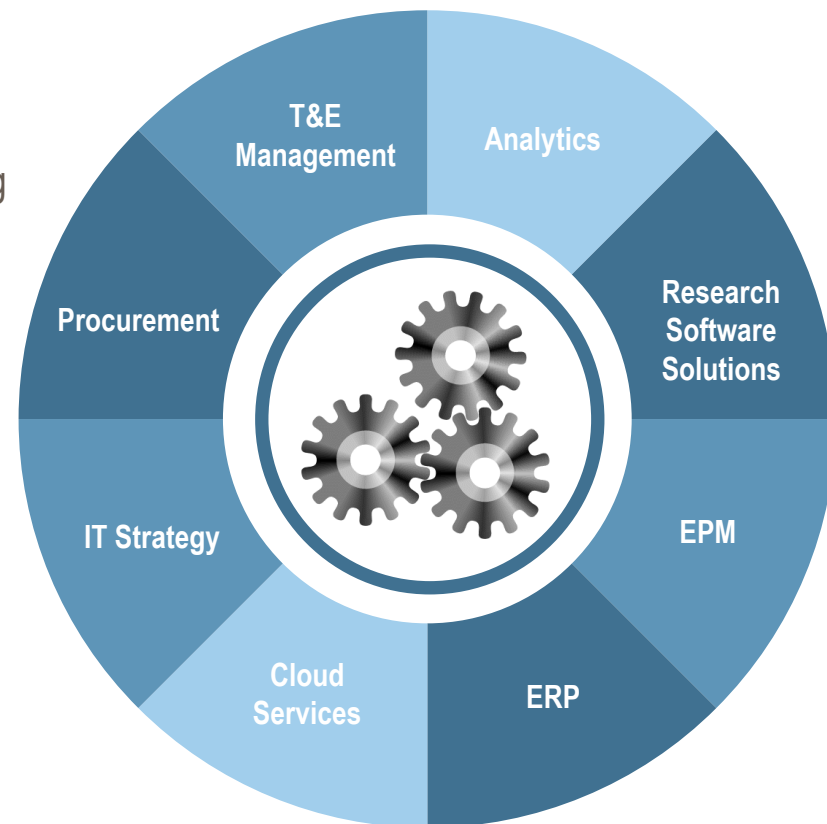 T&E
Management
Analytics
Procurement
Research
Software
Solutions
IT Strategy
EPM
Cloud
Services
ERP